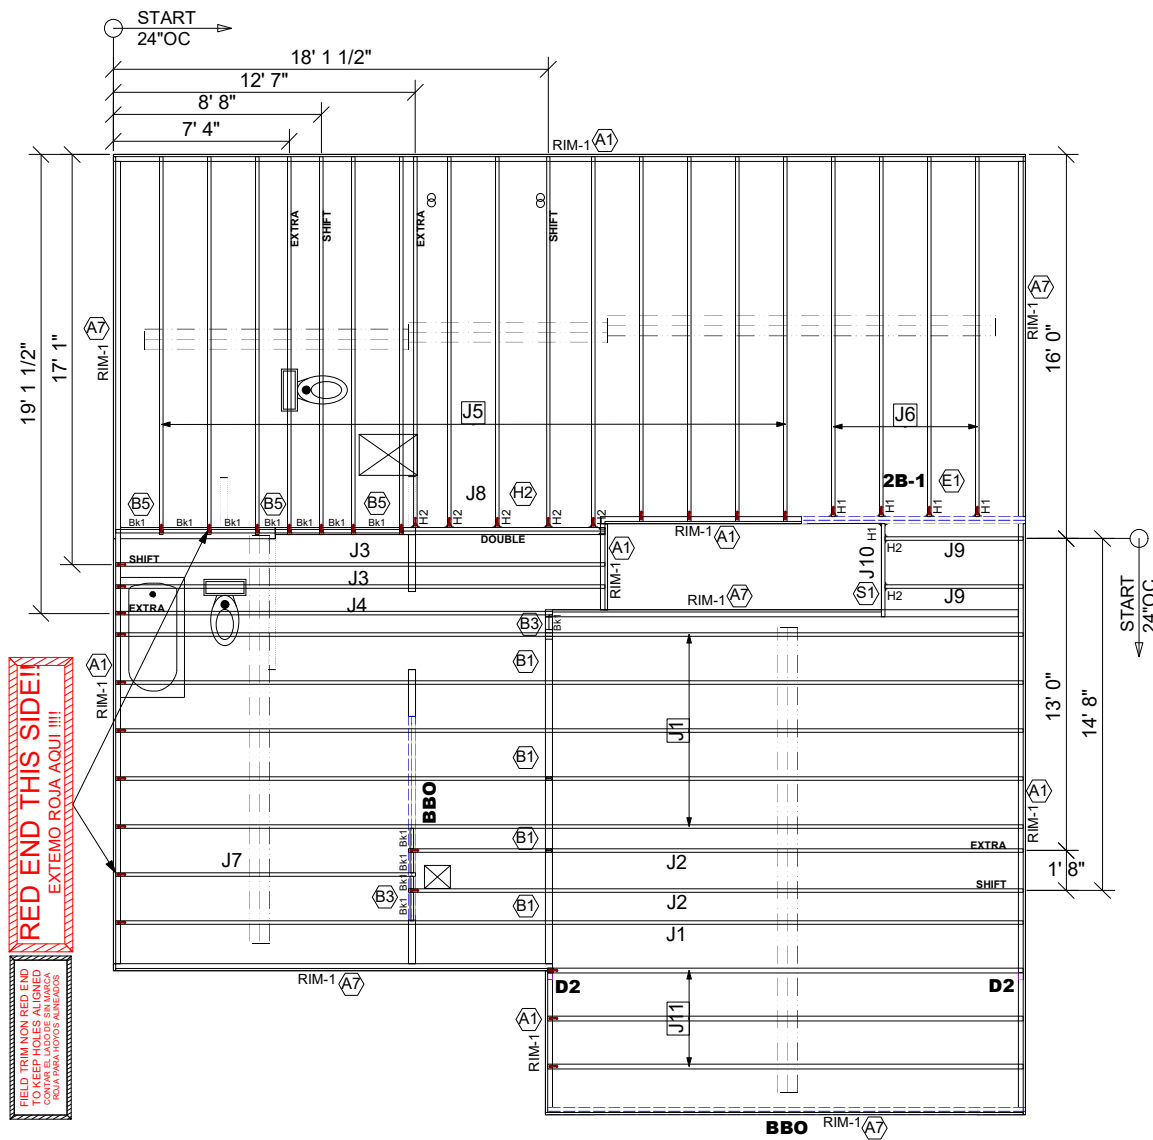 START
24"OC
18' 1 1/2"
12' 7"
8' 8"
7' 4"
RIM-1 A1
EXTRA
SHIFT
EXTRA
SHIFT
A7
RIM-1
A7
RIM-1
19' 1 1/2"
17' 1"
16' 0"
J5
J6
2B-1 E1
J8 H2
B5
B5
B5
Bk1
Bk1
Bk1
Bk1
Bk1
Bk1
Bk1
H2
H2
H2
H2
H2
H1
H1
H1
H1
DOUBLE
RIM-1 A1
A1
RIM-1
J10
H1
H2
J9
H2
J9
S1
RIM-1 A7
START
24"OC
J3
SHIFT
J3
J4
EXTRA
B3
Bk1
B1
A1
RIM-1
J1
13' 0"
14' 8"
B1
BBO
A1
RIM-1
B1
Bk1
Bk1
Bk1
Bk1
J7
J2
EXTRA
1' 8"
B3
B1
J2
SHIFT
J1
RED END THIS SIDE!!
EXTEMO ROJA AQUI !!!!
FIELD TRIM NON RED END
TO KEEP HOLES ALIGNED
CONTAR EL LADO DE SIN MARCA
ROJA PARA HOYOS ALINEADOS
RIM-1 A7
D2
D2
A1
RIM-1
J11
BBO RIM-1 A7